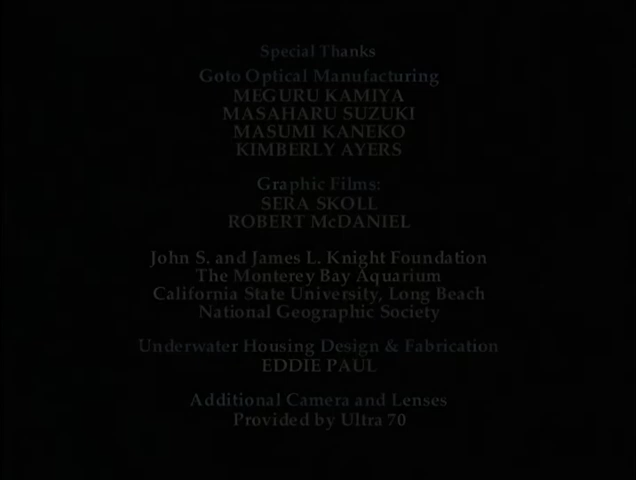 Special Thanks
Goto Optical Manufacturing
MEGURU KAMIYA
MASAHARU SUZUKI
MASUMI KANEKO
KIMBERLY AYERS
Graphic Films:
SERA SKOLL
ROBERT McDANIEL
John S. and James L. Knight Foundation
The Monterey Bay Aquarium
California State University, Long Beach
National Geographic Society
Underwater Housing Design & Fabrication
EDDIE PAUL
Additional Camera and Lenses
Provided by Ultra 70